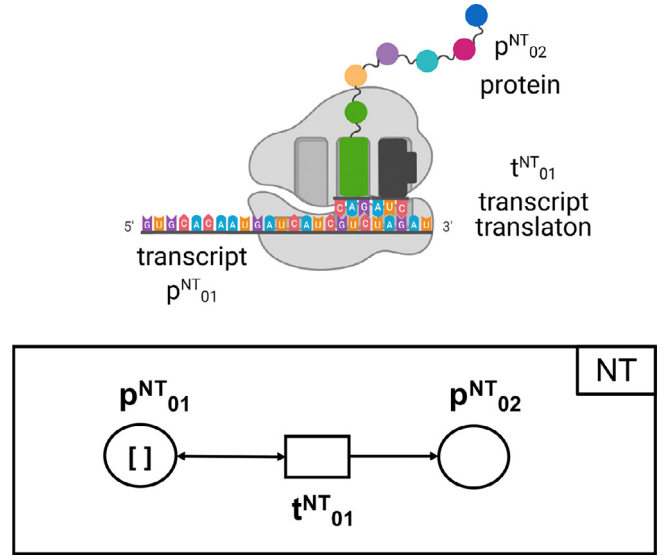 p^NT_02
protein
t^NT_01
transcript
translaton
CAGAUC
5' GUGCACAAUGAUCAUCGUCUAGAU 3'
transcript
p^NT_01
NT
p^NT_01 p^NT_02
[ ]
t^NT_01